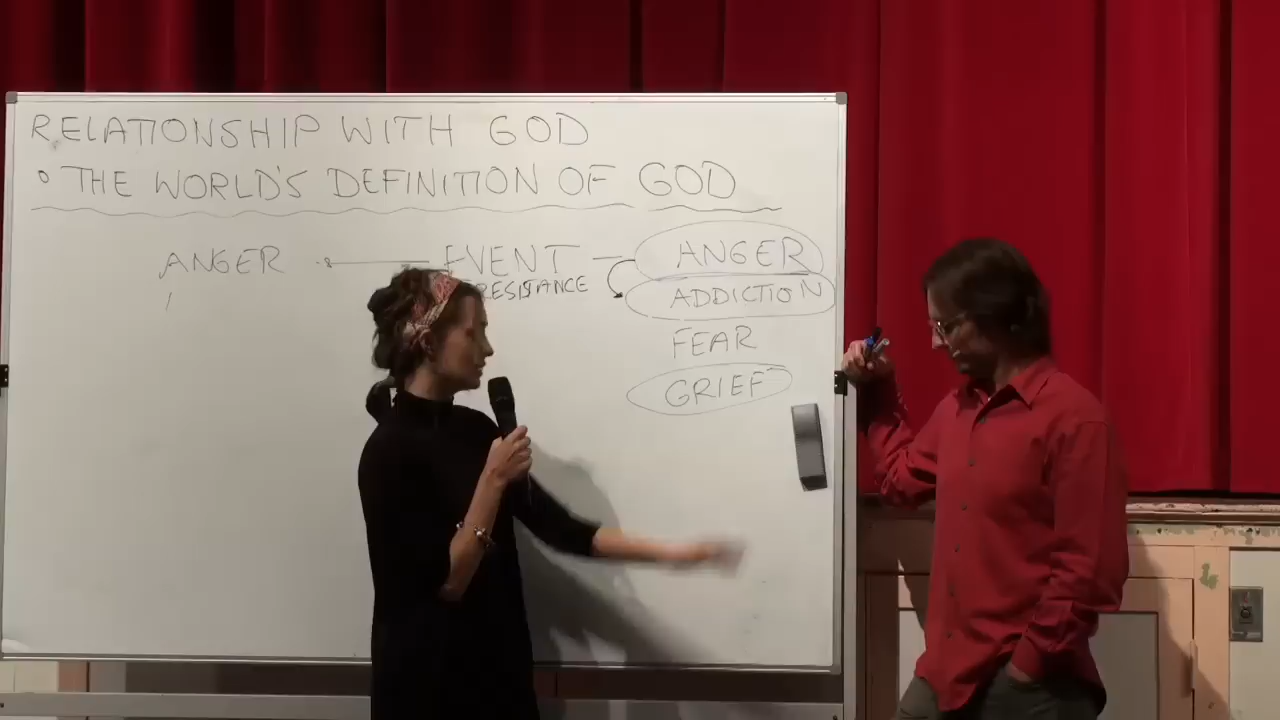 RELATIONSHIP WITH GOD
• THE WORLD'S DEFINITION OF GOD
ANGER EVENT ANGER
RESISTANCE ADDICTION
FEAR
GRIEF